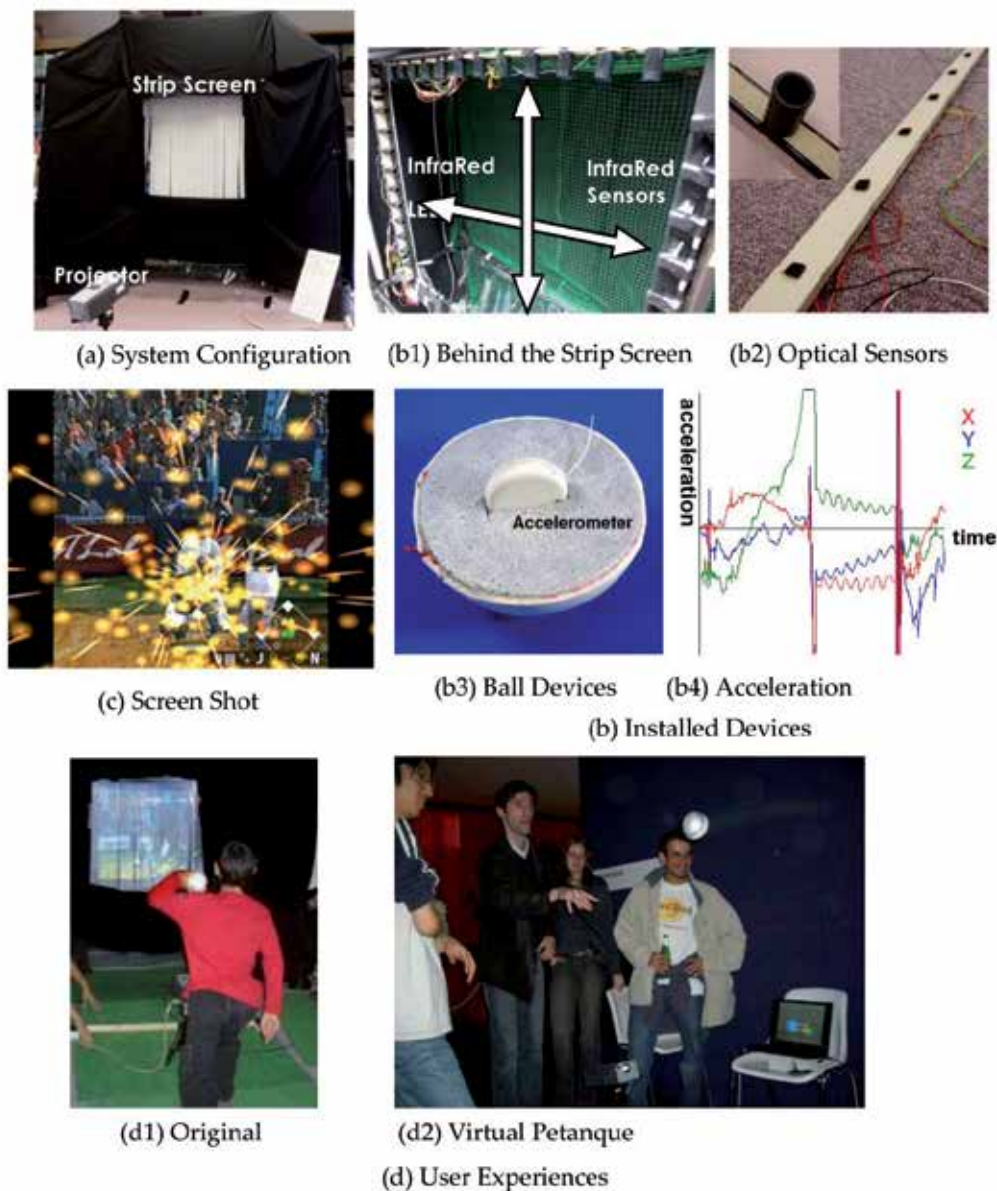 Strip Screen
Projector
InfraRed
InfraRed
Sensors
(a) System Configuration
(b1) Behind the Strip Screen
(b2) Optical Sensors
acceleration
X
Y
Z
Accelerometer
time
J
N
(c) Screen Shot
(b3) Ball Devices
(b4) Acceleration
(b) Installed Devices
(d1) Original
(d2) Virtual Petanque
(d) User Experiences